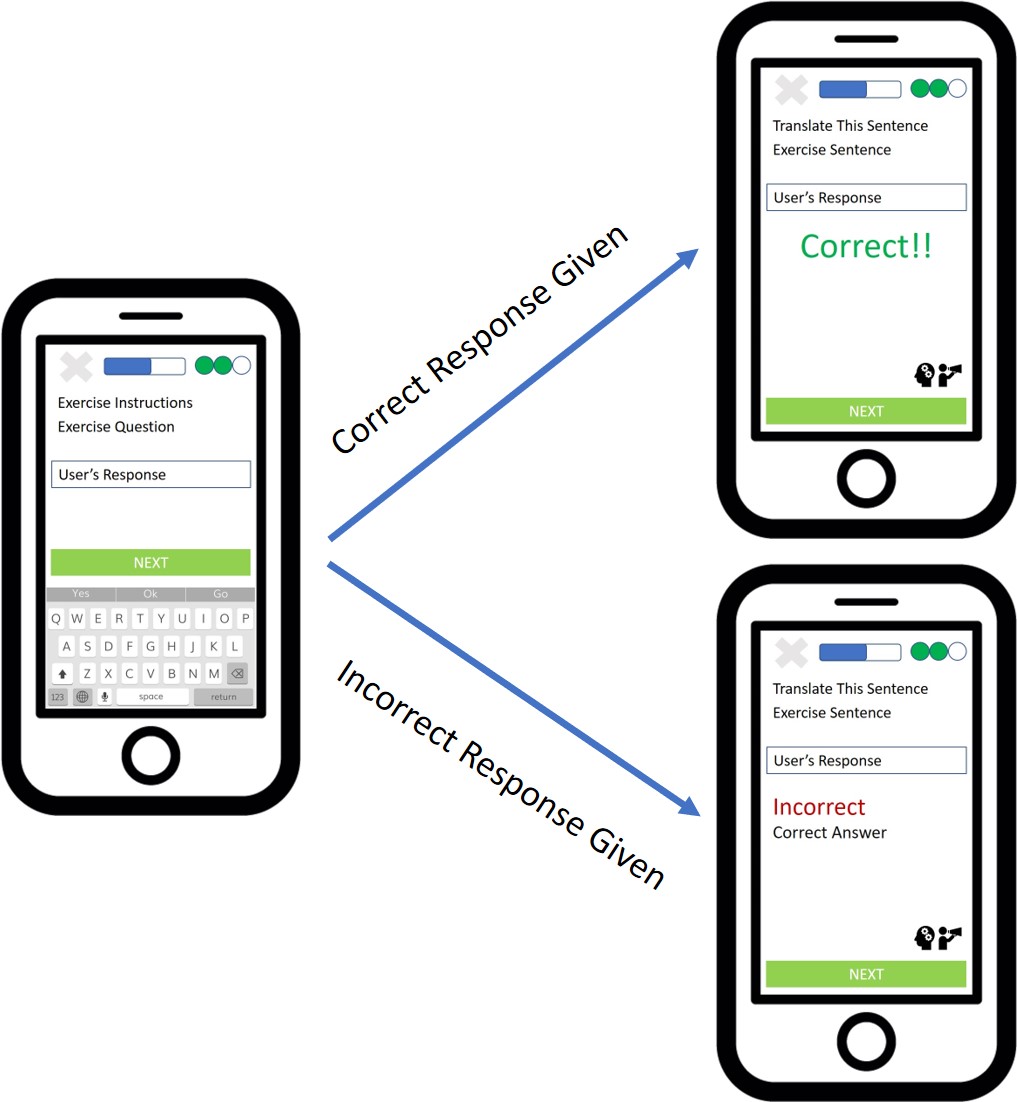 Exercise Instructions
Exercise Question
User's Response
NEXT
Yes Ok Go
Q W E R T Y U I O P
A S D F G H J K L
Z X C V B N M
123 space return
Correct Response Given
Incorrect Response Given
Translate This Sentence
Exercise Sentence
User's Response
Correct!!
NEXT
Translate This Sentence
Exercise Sentence
User's Response
Incorrect
Correct Answer
NEXT